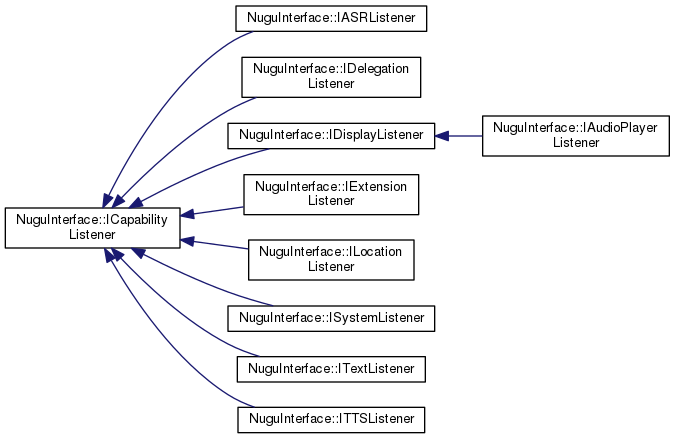 NuguInterface::IASRListener
NuguInterface::IDelegation
Listener
NuguInterface::IDisplayListener
NuguInterface::IAudioPlayer
Listener
NuguInterface::IExtension
Listener
NuguInterface::ICapability
Listener
NuguInterface::ILocation
Listener
NuguInterface::ISystemListener
NuguInterface::ITextListener
NuguInterface::ITTSListener